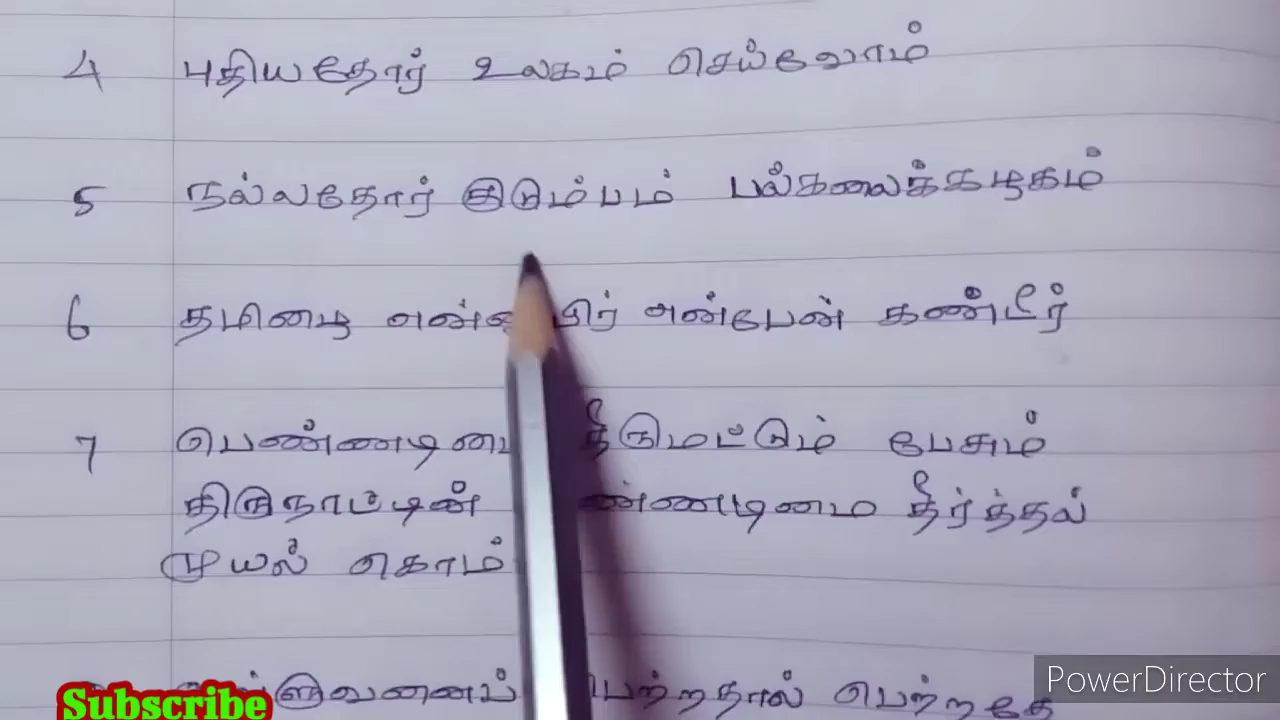 4 புதியதோர் உலகம் செய்வோம்
5 நல்லதோர் குடும்பம் பல்கலைக்கழகம்
6 தமிழை என் அன்பேன் கண்டீர்
7 பெண்ணடிமை தீருமட்டும் பேசும்
திருநாட்டின் ண்ணடிமை தீர்த்தல்
முயல் கொம்
பெற்றதால் பெற்றதே
Subscribe
PowerDirector